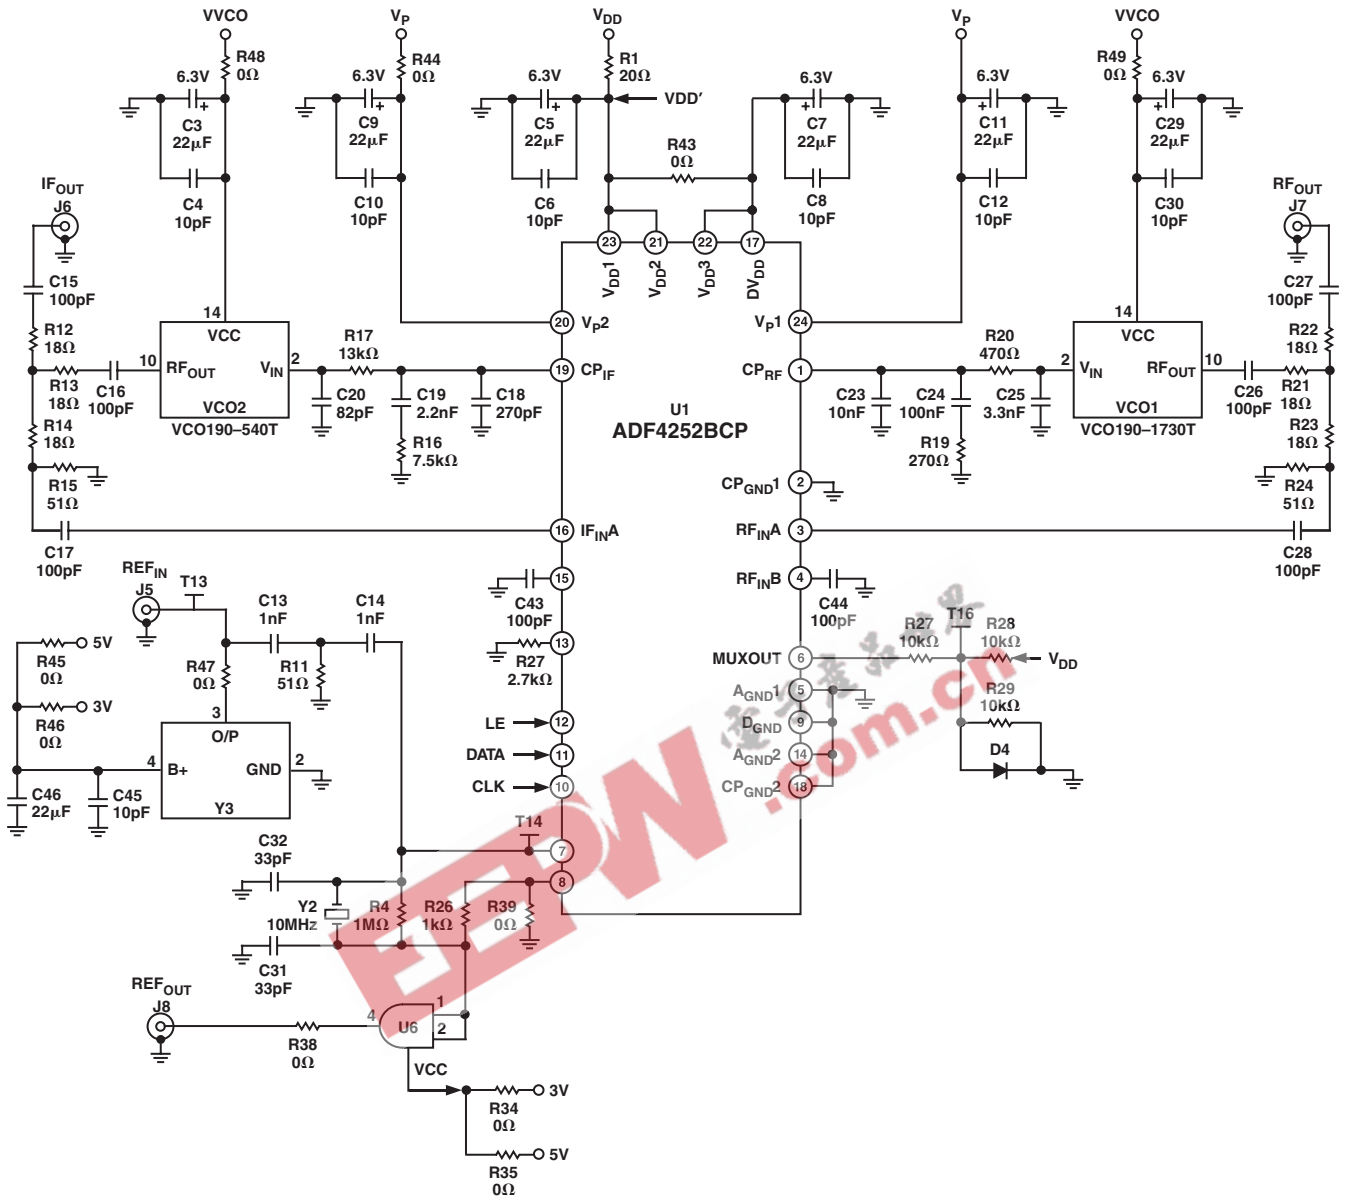 VVCO
VP
VDD
VP
VVCO
R48
0Ω
R44
0Ω
R1
20Ω
R49
0Ω
6.3V
C3
22µF
C4
10pF
6.3V
C9
22µF
C10
10pF
6.3V
C5
22µF
C6
10pF
VDD'
R43
0Ω
6.3V
C7
22µF
C8
10pF
6.3V
C11
22µF
C12
10pF
6.3V
C29
22µF
C30
10pF
IFOUT
J6
RFOUT
J7
23
21
22
17
VDD1
VDD2
VDD3
DVDD
C15
100pF
R12
18Ω
R13
18Ω
C16
100pF
R14
18Ω
R15
51Ω
C17
100pF
14
VCC
10
RFOUT
VIN
2
VCO2
VCO190–540T
R17
13kΩ
C20
82pF
C19
2.2nF
C18
270pF
R16
7.5kΩ
20
VP2
19
CPIF
VP1
24
CPRF
1
U1
ADF4252BCP
C23
10nF
C24
100nF
R20
470Ω
C25
3.3nF
R19
270Ω
14
VCC
2
VIN
RFOUT
10
VCO1
VCO190–1730T
C27
100pF
R22
18Ω
C26
100pF
R21
18Ω
R23
18Ω
R24
51Ω
C28
100pF
CPGND1
2
16
IFINA
RFINA
3
15
C43
100pF
RFINB
4
C44
100pF
13
R27
2.7kΩ
REFIN
J5
T13
C13
1nF
C14
1nF
R47
0Ω
R11
51Ω
R45
0Ω
5V
R46
0Ω
3V
3
O/P
4
B+
GND
2
Y3
C46
22µF
C45
10pF
LE
12
DATA
11
CLK
10
MUXOUT
6
R27
10kΩ
T16
R28
10kΩ
VDD
R29
10kΩ
D4
AGND1
5
DGND
9
AGND2
14
CPGND2
18
T14
7
8
C32
33pF
Y2
10MHz
R4
1MΩ
R26
1kΩ
R39
0Ω
C31
33pF
REFOUT
J8
R38
0Ω
4
U6
1
2
VCC
R34
0Ω
3V
R35
0Ω
5V
EEPW
.com.cn